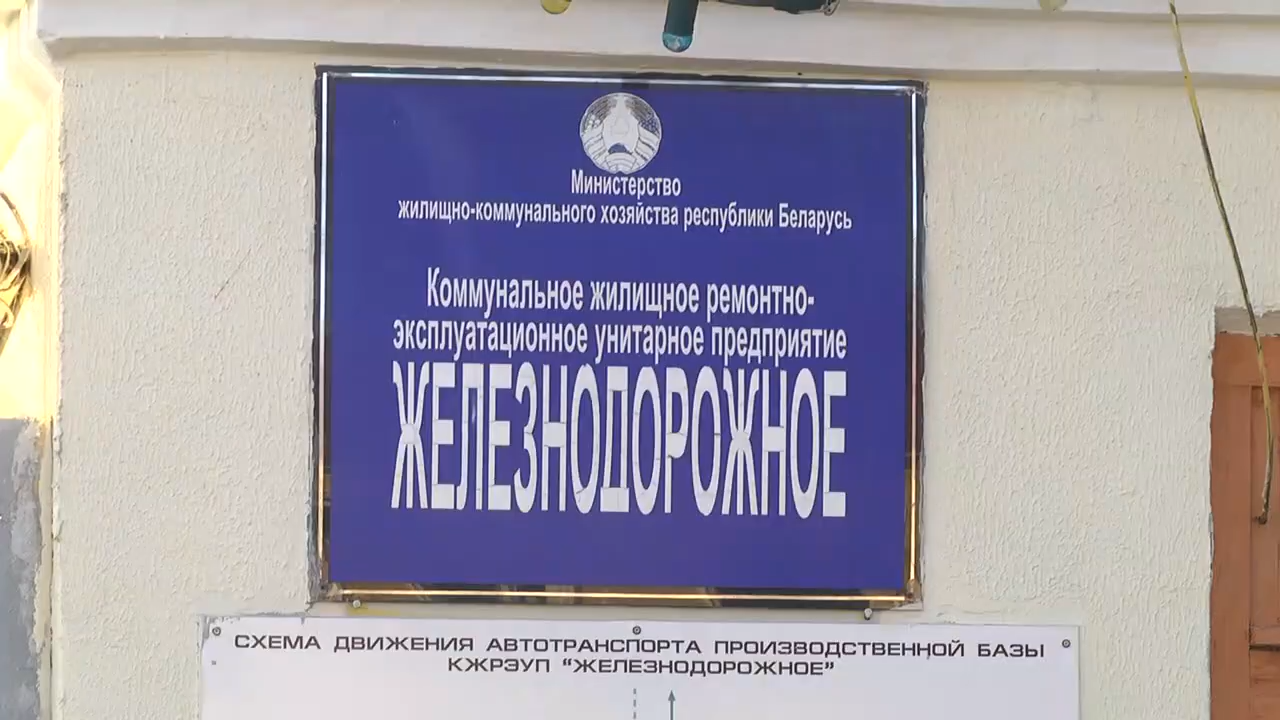 Министерство
жилищно-коммунального хозяйства республики Беларусь
Коммунальное жилищное ремонтно-
эксплуатационное унитарное предприятие
ЖЕЛЕЗНОДОРОЖНОЕ
СХЕМА ДВИЖЕНИЯ АВТОТРАНСПОРТА ПРОИЗВОДСТВЕННОЙ БАЗЫ
КЖРЭУП “ЖЕЛЕЗНОДОРОЖНОЕ”